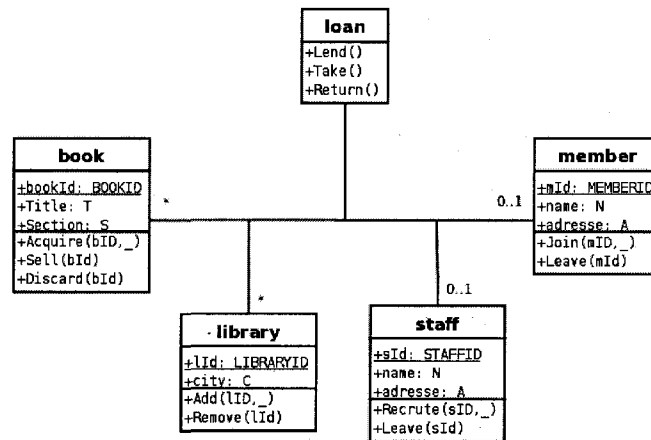 loan
+Lend()
+Take()
+Return()
book
+bookId: BOOKID
+Title: T
+Section: S
+Acquire(bID,_)
+Sell(bId)
+Discard(bId)
*
0..1
member
+mId: MEMBERID
+name: N
+adresse: A
+Join(mID,_)
+Leave(mId)
*
library
+lId: LIBRARYID
+city: C
+Add(lID,_)
+Remove(lId)
0..1
staff
+sId: STAFFID
+name: N
+adresse: A
+Recrute(sID,_)
+Leave(sId)